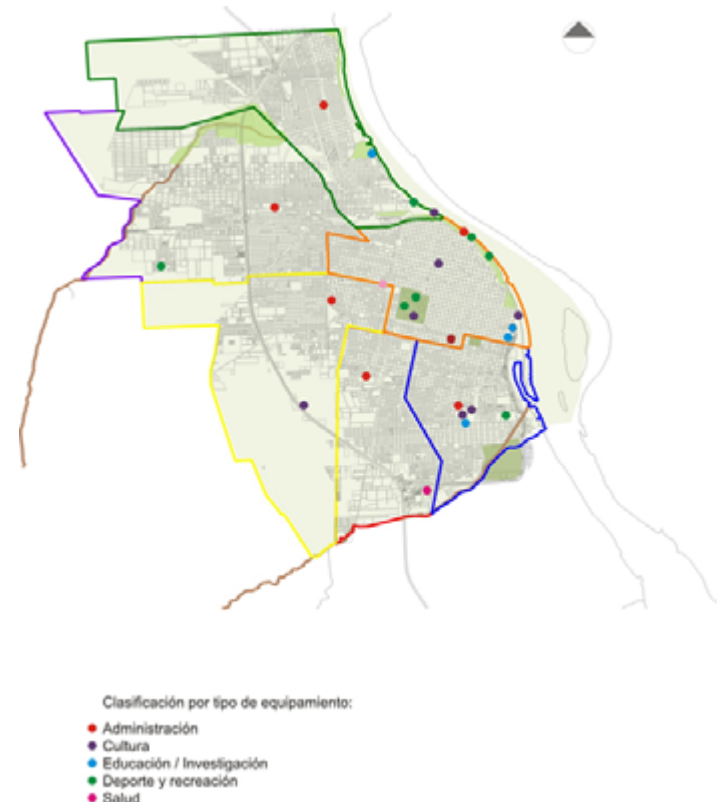 Clasificación por tipo de equipamiento:
Administración
Cultura
Educación / Investigación
Deporte y recreación
Salud